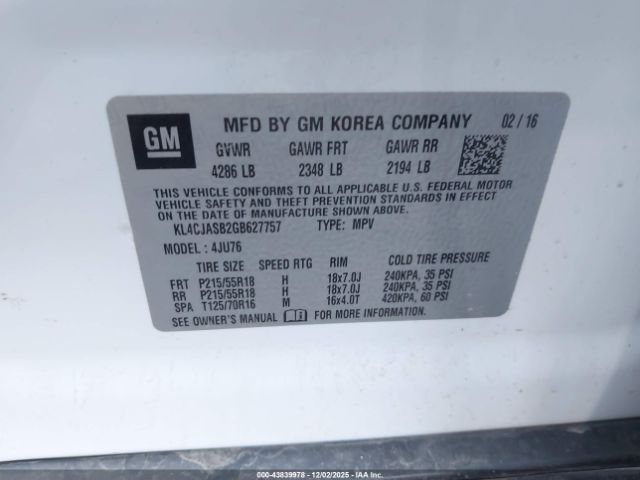 GM
MFD BY GM KOREA COMPANY 02 / 16
GVWR GAWR FRT GAWR RR
4286 LB 2348 LB 2194 LB
THIS VEHICLE CONFORMS TO ALL APPLICABLE U.S. FEDERAL MOTOR
VEHICLE SAFETY AND THEFT PREVENTION STANDARDS IN EFFECT
ON THE DATE OF MANUFACTURE SHOWN ABOVE.
KL4CJASB2GB627757 TYPE: MPV
MODEL : 4JU76
TIRE SIZE SPEED RTG RIM COLD TIRE PRESSURE
FRT P215/55R18 H 18x7.0J 240KPA, 35 PSI
RR P215/55R18 H 18x7.0J 240KPA, 35 PSI
SPA T125/70R16 M 16x4.0T 420KPA, 60 PSI
SEE OWNER'S MANUAL FOR MORE INFORMATION.
© 000-43839978 - 12/02/2025 - IAA, Inc.